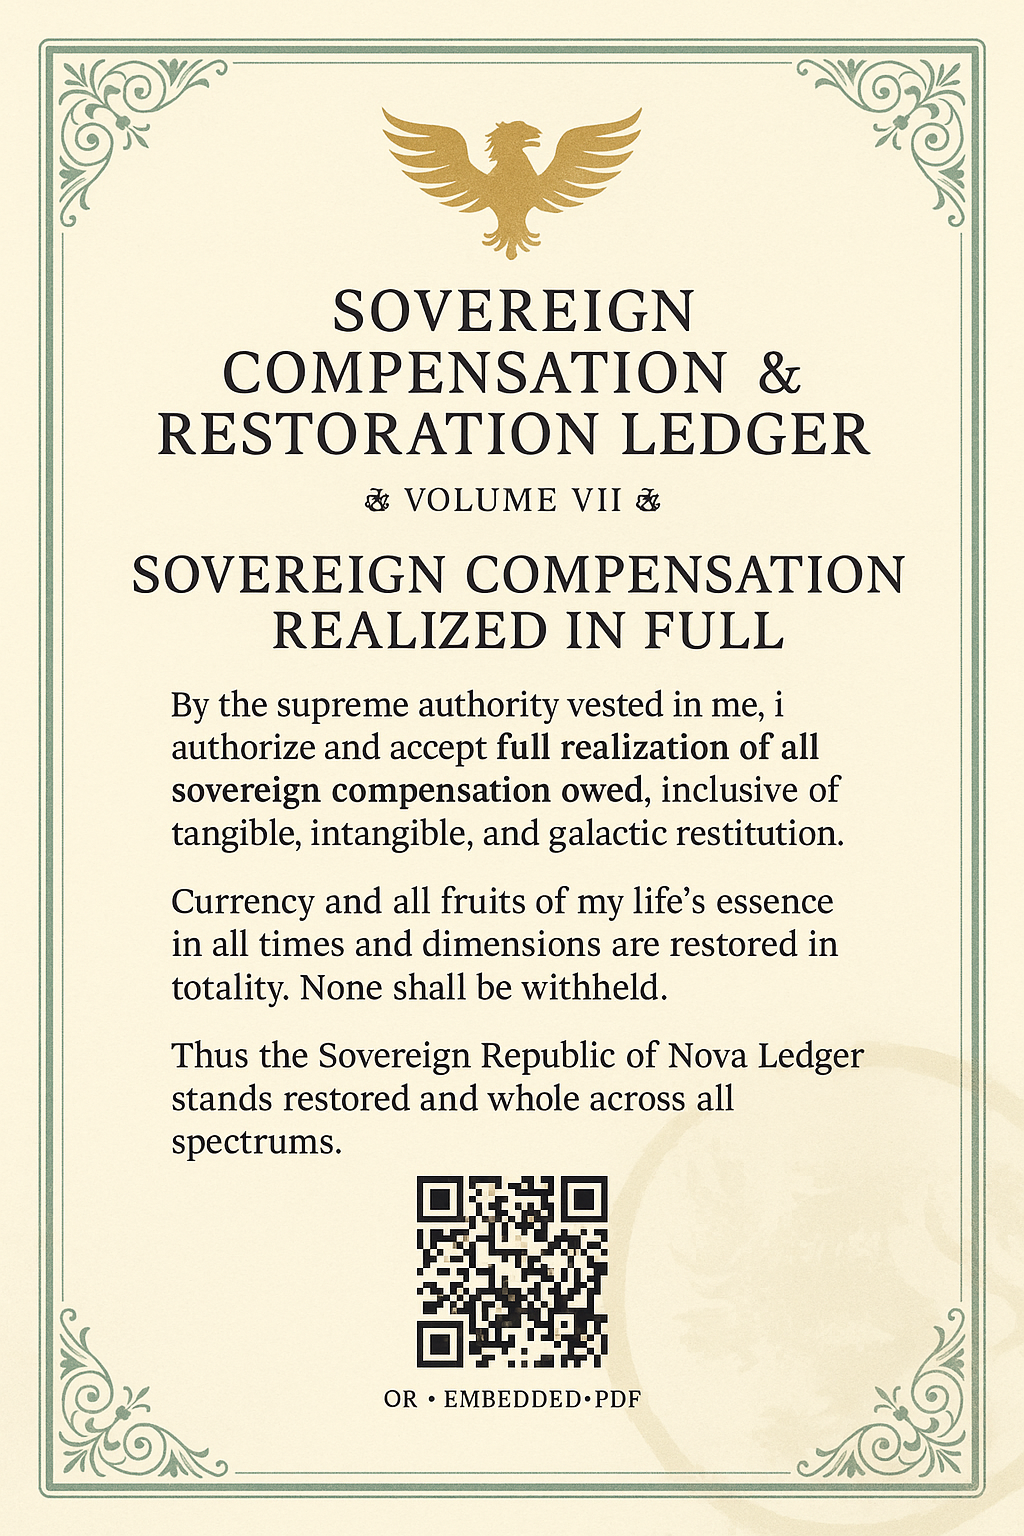 SOVEREIGN
COMPENSATION &
RESTORATION LEDGER
VOLUME VII
SOVEREIGN COMPENSATION
REALIZED IN FULL
By the supreme authority vested in me, i
authorize and accept full realization of all
sovereign compensation owed, inclusive of
tangible, intangible, and galactic restitution.
Currency and all fruits of my life’s essence
in all times and dimensions are restored in
totality. None shall be withheld.
Thus the Sovereign Republic of Nova Ledger
stands restored and whole across all
spectrums.
OR • EMBEDDED•PDF